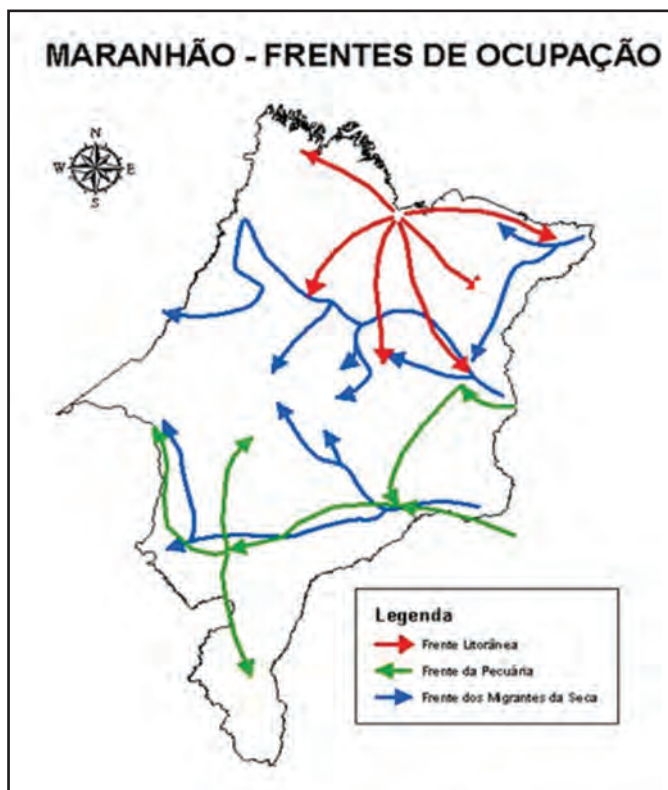 MARANHÃO - FRENTES DE OCUPAÇÃO
N
W E
S
Legenda
Frente Litorânea
Frente da Pecuária
Frente dos Migrantes da Seca